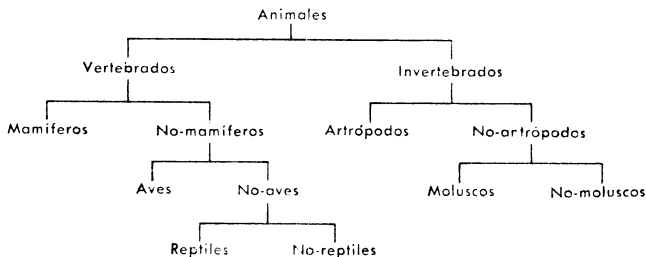 Animales
Vertebrados Invertebrados
Mamíferos No-mamíferos Artrópodos No-artrópodos
Aves No-aves Moluscos No-moluscos
Reptiles No-reptiles